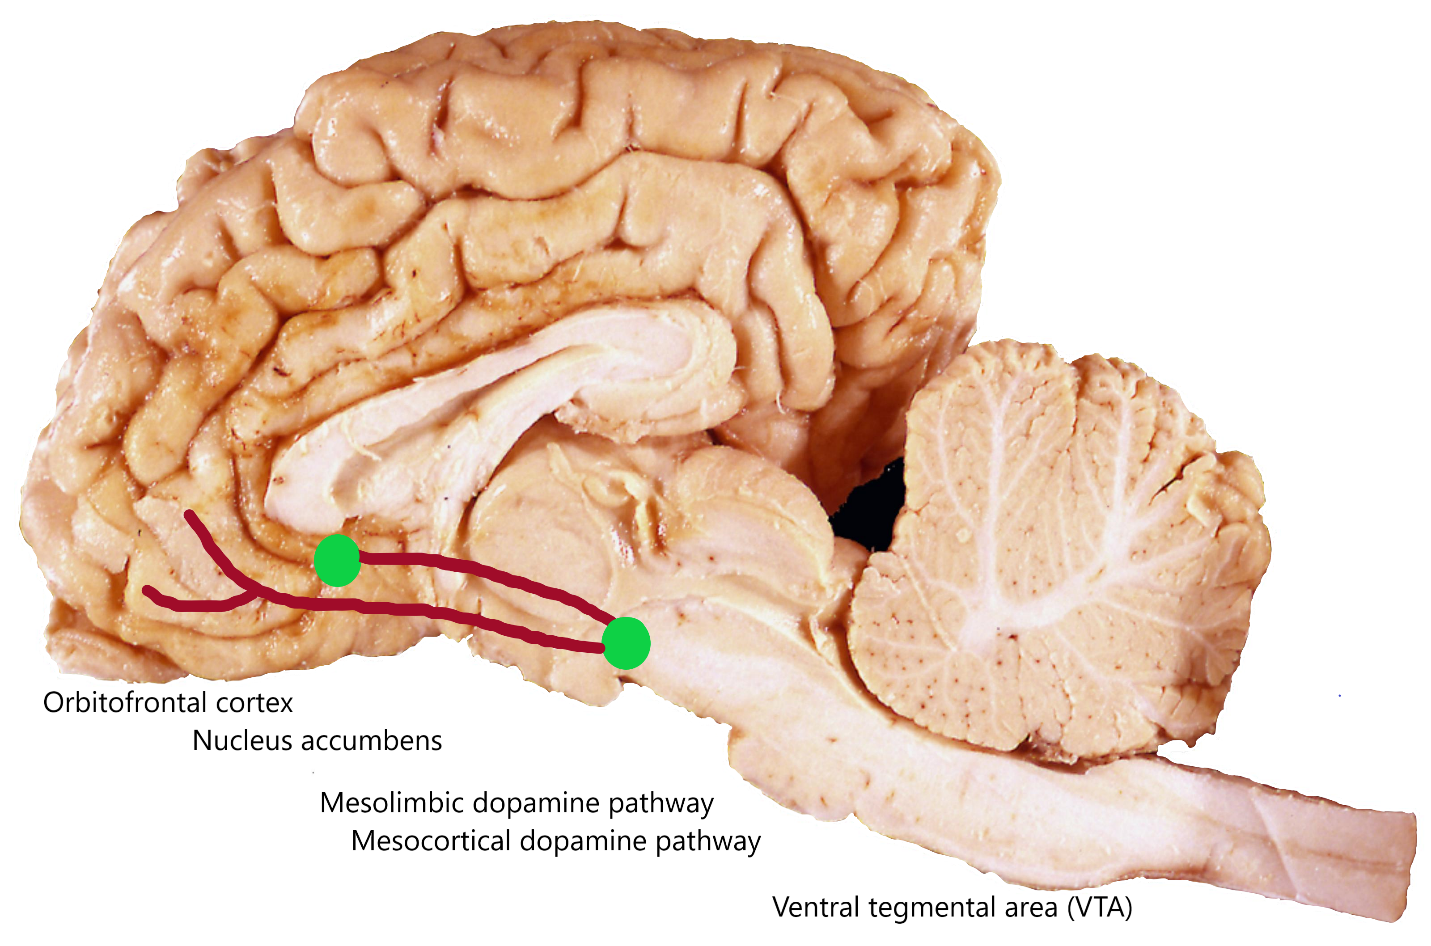 Orbitofrontal cortex
Nucleus accumbens
Mesolimbic dopamine pathway
Mesocortical dopamine pathway
Ventral tegmental area (VTA)